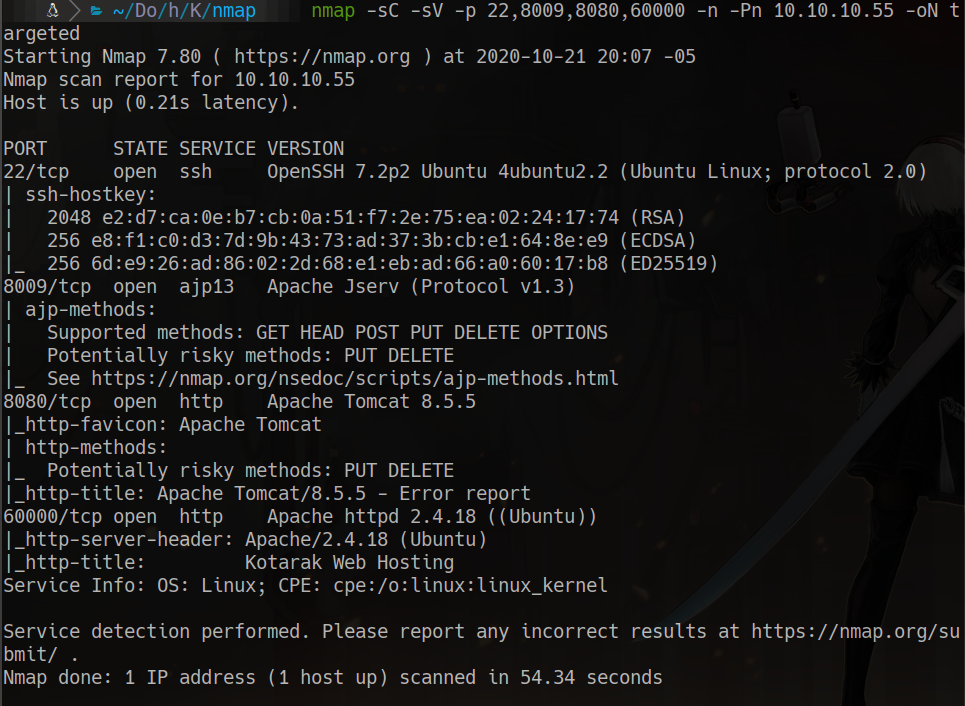 ~/Do/h/K/nmap nmap -sC -sV -p 22,8009,8080,60000 -n -Pn 10.10.10.55 -oN t
argeted
Starting Nmap 7.80 ( https://nmap.org ) at 2020-10-21 20:07 -05
Nmap scan report for 10.10.10.55
Host is up (0.21s latency).

PORT      STATE SERVICE VERSION
22/tcp    open  ssh     OpenSSH 7.2p2 Ubuntu 4ubuntu2.2 (Ubuntu Linux; protocol 2.0)
| ssh-hostkey:
|   2048 e2:d7:ca:0e:b7:cb:0a:51:f7:2e:75:ea:02:24:17:74 (RSA)
|   256 e8:f1:c0:d3:7d:9b:43:73:ad:37:3b:cb:e1:64:8e:e9 (ECDSA)
|_  256 6d:e9:26:ad:86:02:2d:68:e1:eb:ad:66:a0:60:17:b8 (ED25519)
8009/tcp  open  ajp13   Apache Jserv (Protocol v1.3)
| ajp-methods:
|   Supported methods: GET HEAD POST PUT DELETE OPTIONS
|   Potentially risky methods: PUT DELETE
|_  See https://nmap.org/nsedoc/scripts/ajp-methods.html
8080/tcp  open  http    Apache Tomcat 8.5.5
|_http-favicon: Apache Tomcat
| http-methods:
|_  Potentially risky methods: PUT DELETE
|_http-title: Apache Tomcat/8.5.5 - Error report
60000/tcp open  http    Apache httpd 2.4.18 ((Ubuntu))
|_http-server-header: Apache/2.4.18 (Ubuntu)
|_http-title:         Kotarak Web Hosting
Service Info: OS: Linux; CPE: cpe:/o:linux:linux_kernel

Service detection performed. Please report any incorrect results at https://nmap.org/su
bmit/ .
Nmap done: 1 IP address (1 host up) scanned in 54.34 seconds